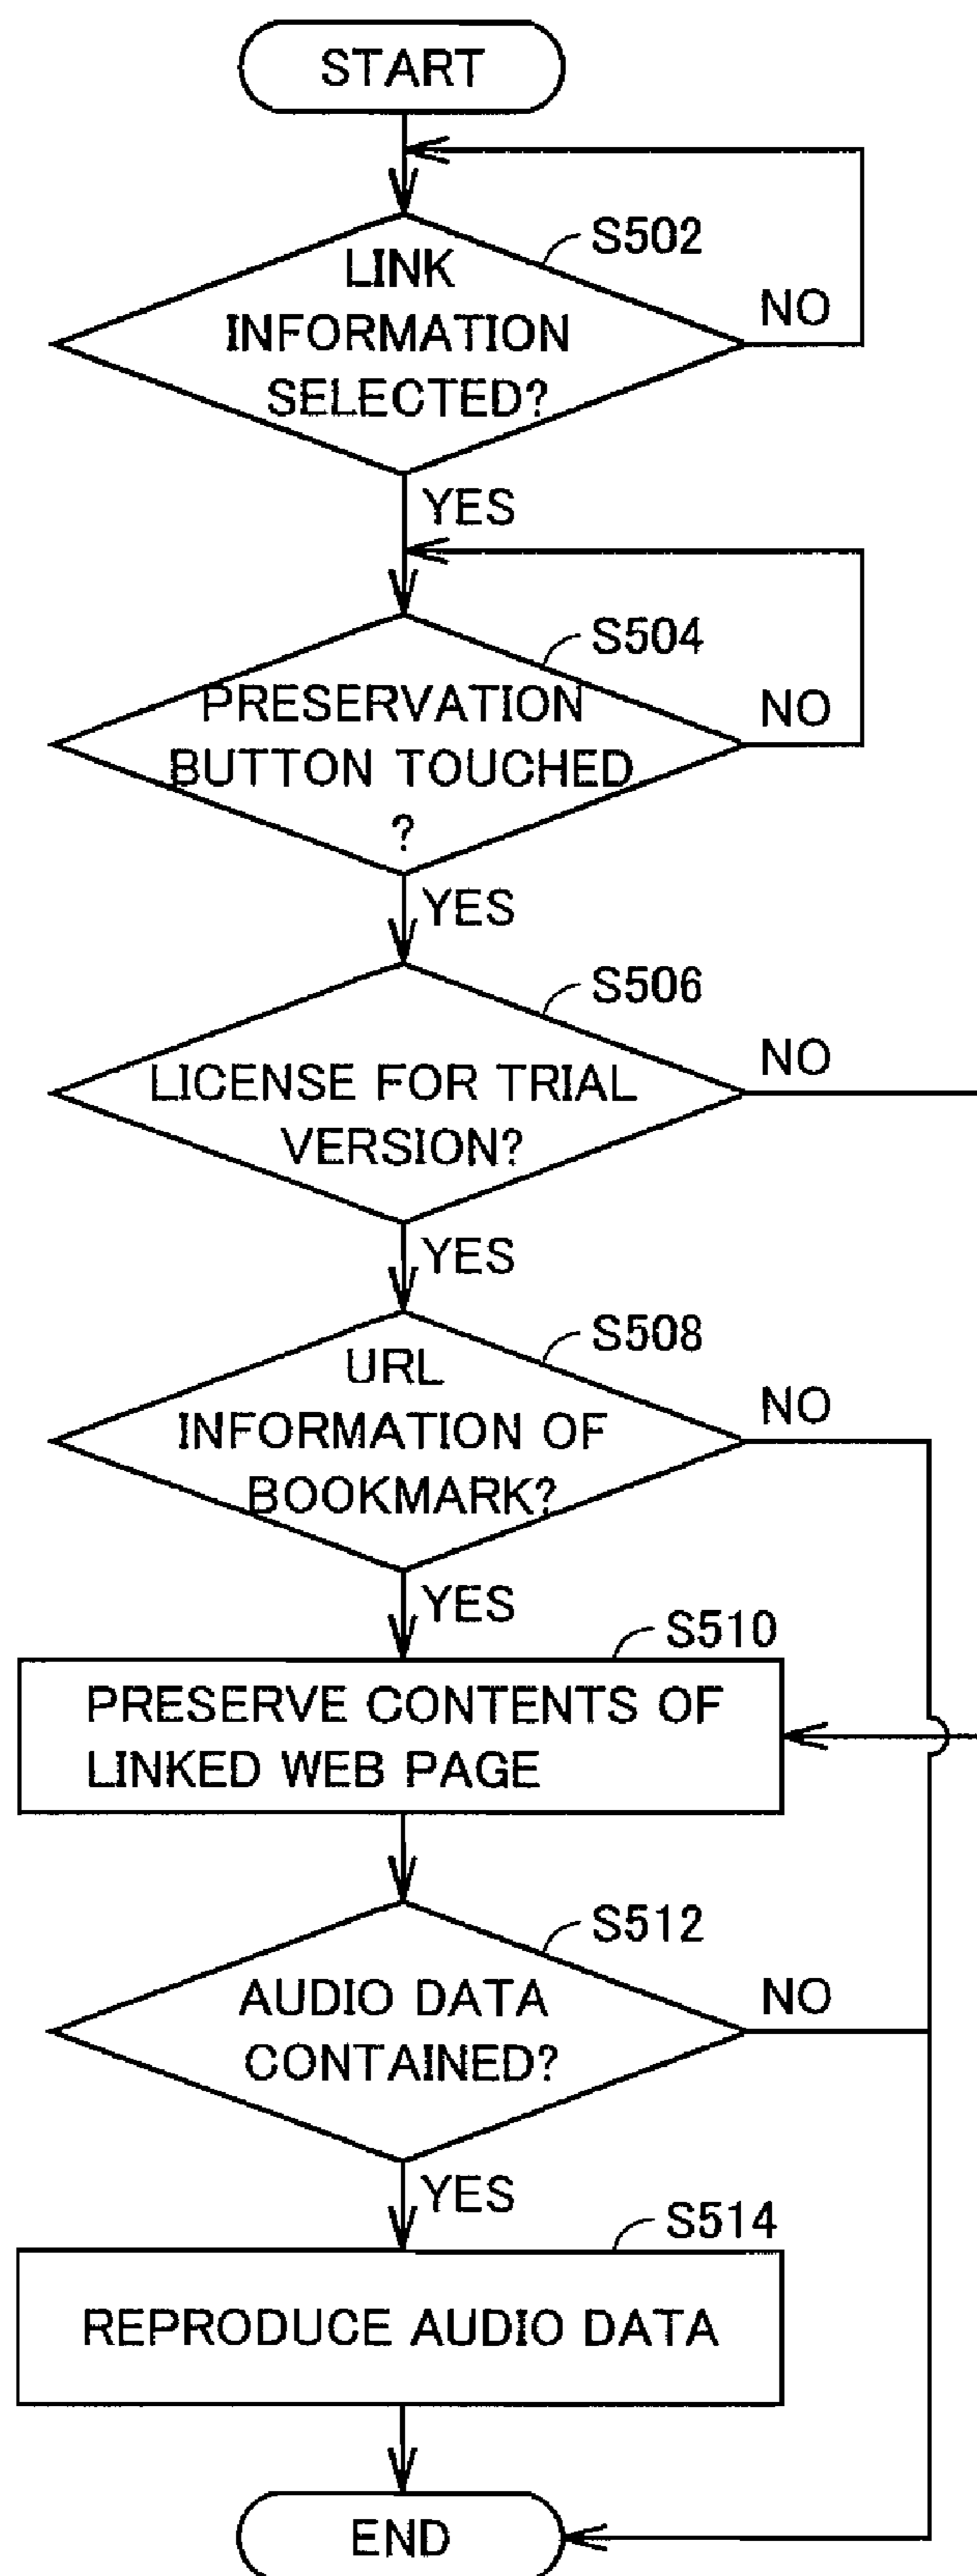 START
S502
LINK
INFORMATION
SELECTED?
NO
YES
S504
PRESERVATION
BUTTON TOUCHED
?
NO
YES
S506
LICENSE FOR TRIAL
VERSION?
NO
YES
S508
URL
INFORMATION OF
BOOKMARK?
NO
YES
S510
PRESERVE CONTENTS OF
LINKED WEB PAGE
S512
AUDIO DATA
CONTAINED?
NO
YES
S514
REPRODUCE AUDIO DATA
END